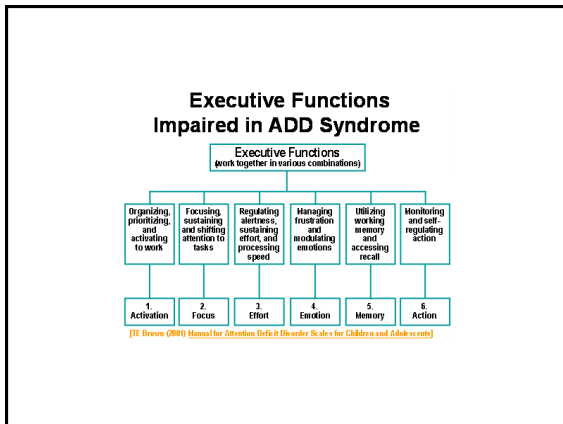 Executive Functions
Impaired in ADD Syndrome
Executive Functions
(work together in various combinations)
Organizing,
prioritizing,
and
activating
to work
Focusing,
sustaining
and shifting
attention to
tasks
Regulating
alertness,
sustaining
effort, and
processing
speed
Managing
frustration
and
modulating
emotions
Utilizing
working
memory
and
accessing
recall
Monitoring
and self-
regulating
action
1.
Activation
2.
Focus
3.
Effort
4.
Emotion
5.
Memory
6.
Action
[TE Brown (2001) Manual for Attention Deficit Disorder Scales for Children and Adolescents]